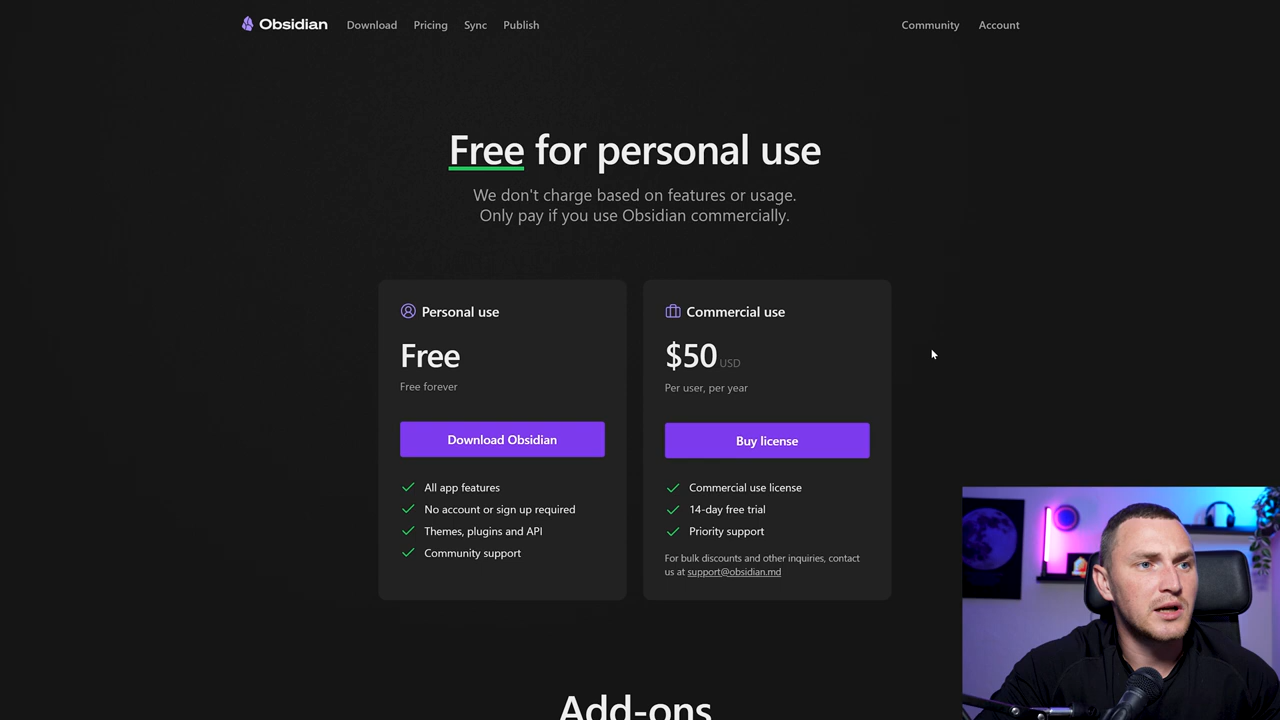 Obsidian Download Pricing Sync Publish Community Account
Free for personal use
We don't charge based on features or usage.
Only pay if you use Obsidian commercially.
Personal use
Free
Free forever
Download Obsidian
All app features
No account or sign up required
Themes, plugins and API
Community support
Commercial use
$50 USD
Per user, per year
Buy license
Commercial use license
14-day free trial
Priority support
For bulk discounts and other inquiries, contact
us at support@obsidian.md
Add-ons